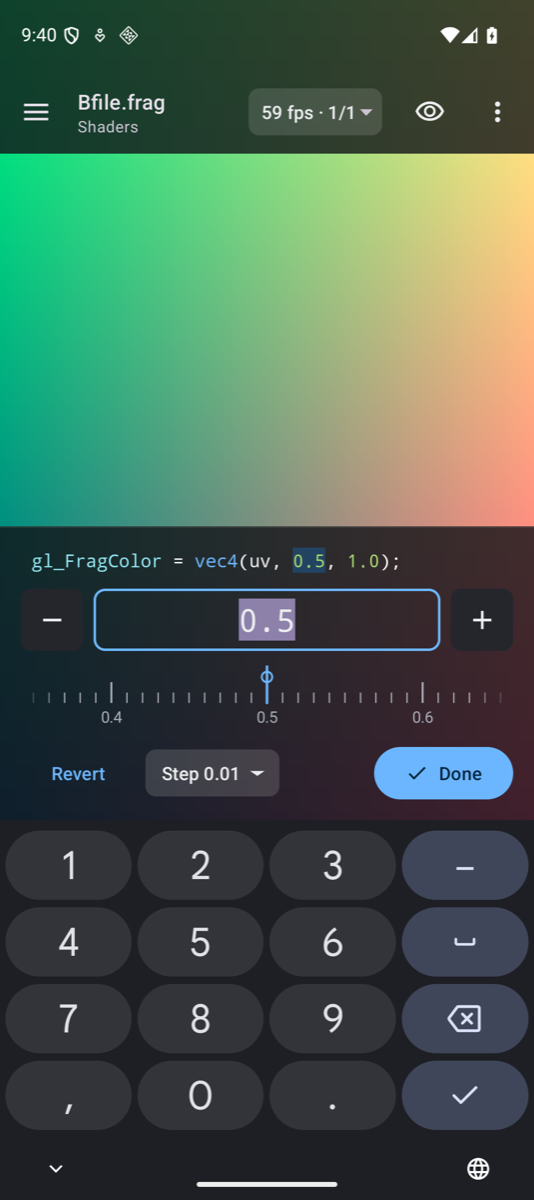 9:40
Bfile.frag
Shaders
59 fps · 1/1
gl_FragColor = vec4(uv, 0.5, 1.0);
− 0.5 +
0.4 0.5 0.6
Revert Step 0.01 Done
1 2 3 –
4 5 6
7 8 9
, 0 .